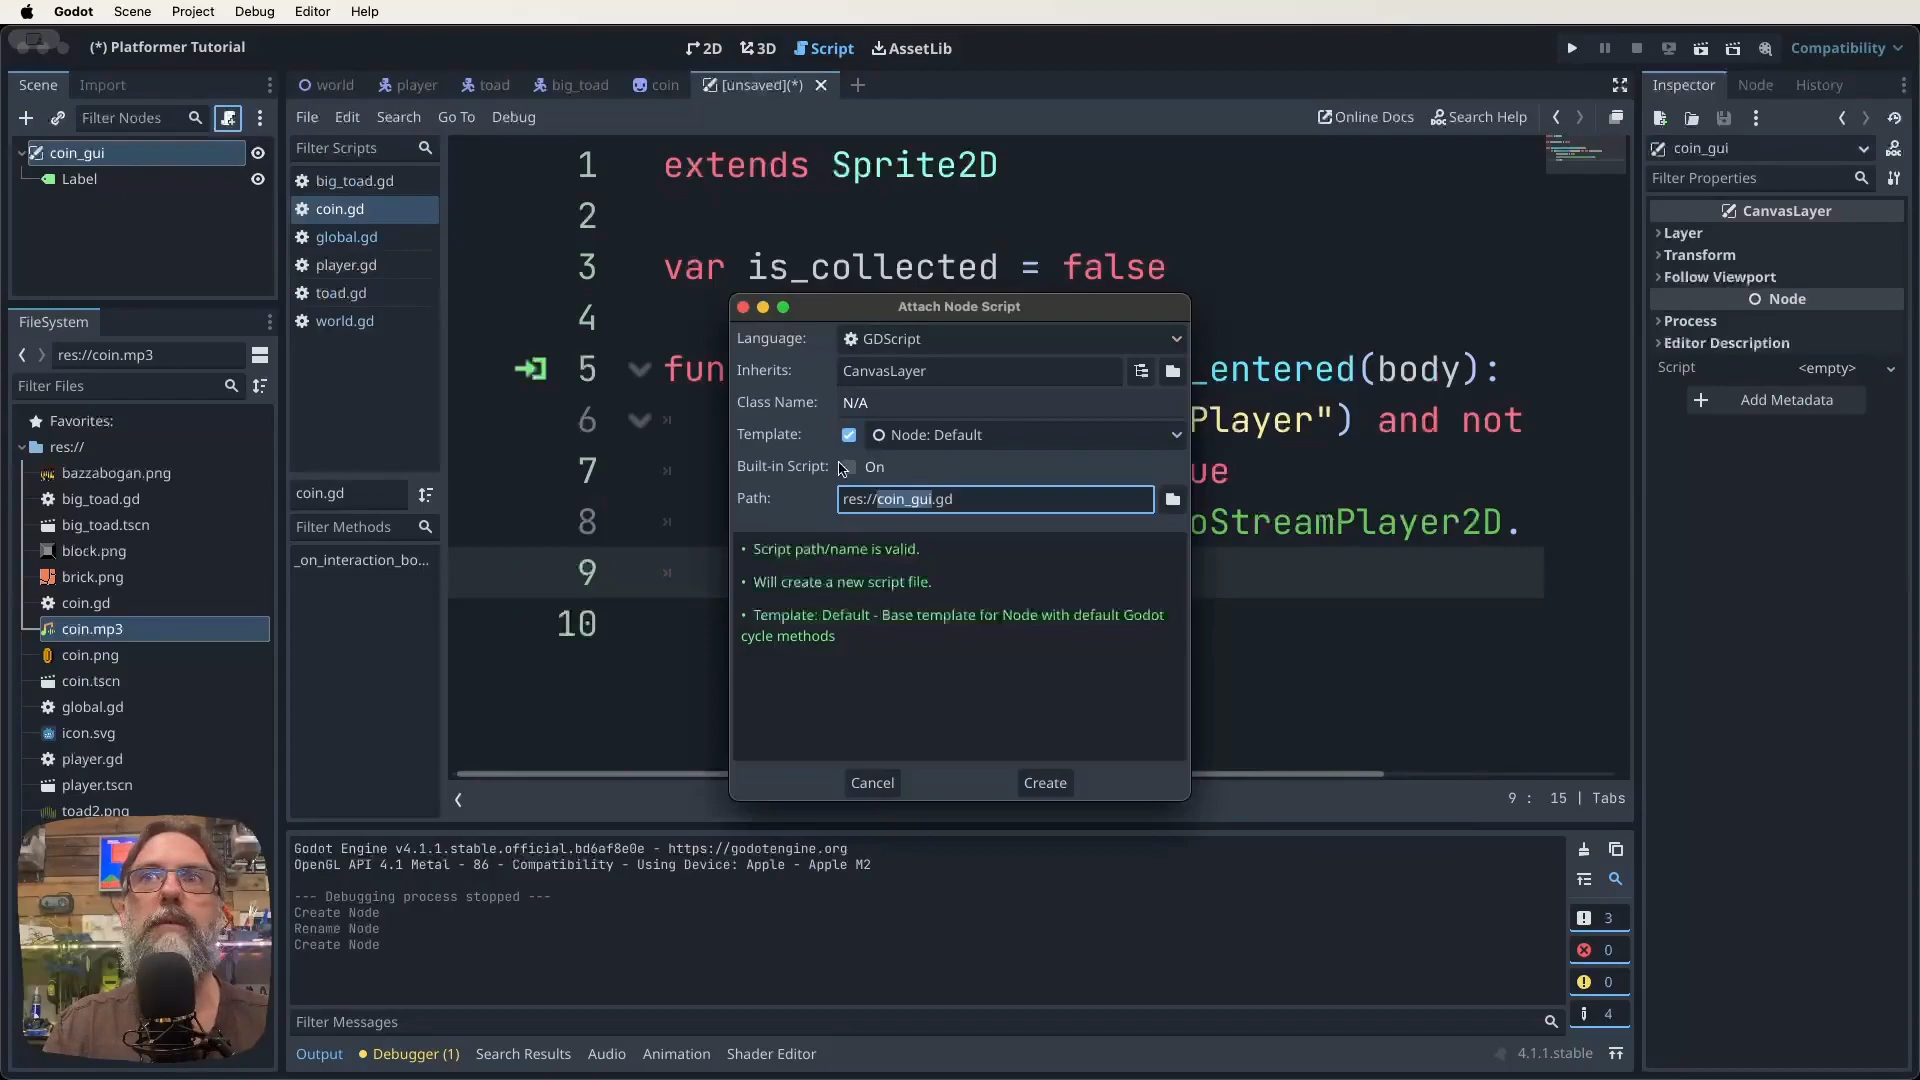 Godot Scene Project Debug Editor Help
(*) Platformer Tutorial
2D 3D Script AssetLib
Compatibility
Scene Import
Filter Nodes
coin_gui
Label
FileSystem
res://coin.mp3
Filter Files
Favorites:
res://
bazzabogan.png
big_toad.gd
big_toad.tscn
block.png
brick.png
coin.gd
coin.mp3
coin.png
coin.tscn
global.gd
icon.svg
player.gd
player.tscn
toad2.png
world player toad big_toad coin [unsaved](*)
File Edit Search Go To Debug
Online Docs Search Help
Filter Scripts
big_toad.gd
coin.gd
global.gd
player.gd
toad.gd
world.gd
coin.gd
Filter Methods
_on_interaction_bo...
1 extends Sprite2D
2
3 var is_collected = false
4
5 fun _entered(body):
6 Player") and not
7 ue
8 oStreamPlayer2D.
9
10
9 : 15 | Tabs
Attach Node Script
Language: GDScript
Inherits: CanvasLayer
Class Name: N/A
Template: Node: Default
Built-in Script: On
Path: res://coin_gui.gd
• Script path/name is valid.
• Will create a new script file.
• Template: Default - Base template for Node with default Godot
cycle methods
Cancel Create
Godot Engine v4.1.1.stable.official.bd6af8e0e - https://godotengine.org
OpenGL API 4.1 Metal - 86 - Compatibility - Using Device: Apple - Apple M2
--- Debugging process stopped ---
Create Node
Rename Node
Create Node
3
0
0
4
Filter Messages
Output Debugger (1) Search Results Audio Animation Shader Editor
4.1.1.stable
Inspector Node History
coin_gui
Filter Properties
CanvasLayer
Layer
Transform
Follow Viewport
Node
Process
Editor Description
Script <empty>
Add Metadata